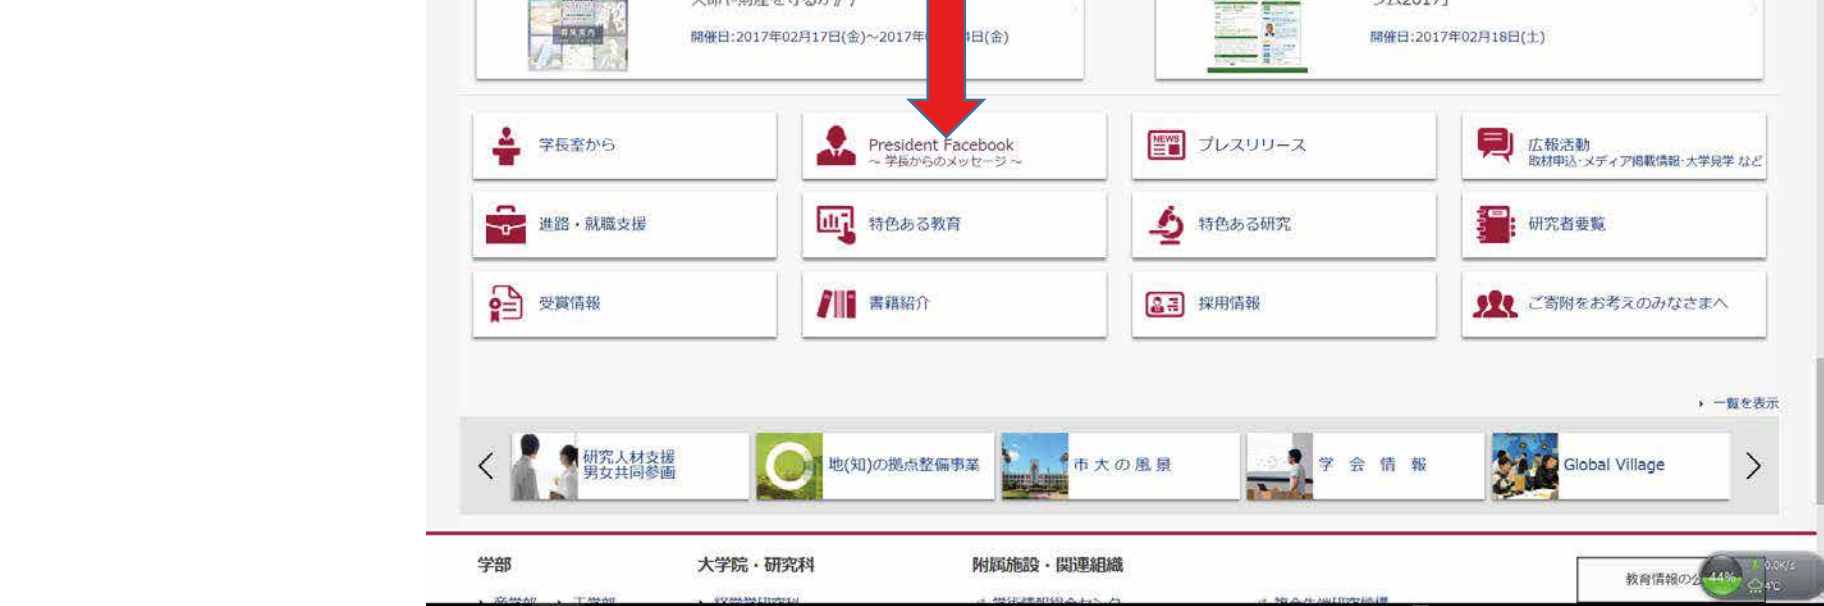 開催日:2017年02月17日(金)～2017年
4日(金)
ラム2017」
開催日:2017年02月18日(土)
学長室から
President Facebook
～ 学長からのメッセージ ～
NEWS
プレスリリース
広報活動
取材申込・メディア掲載情報・大学見学 など
進路・就職支援
特色ある教育
特色ある研究
研究者要覧
受賞情報
書籍紹介
採用情報
ご寄附をお考えのみなさまへ
一覧を表示
研究人材支援
男女共同参画
地(知)の拠点整備事業
市大の風景
学会情報
Global Village
学部
大学院・研究科
附属施設・関連組織
教育情報の公
44%
0.0K/s
4℃